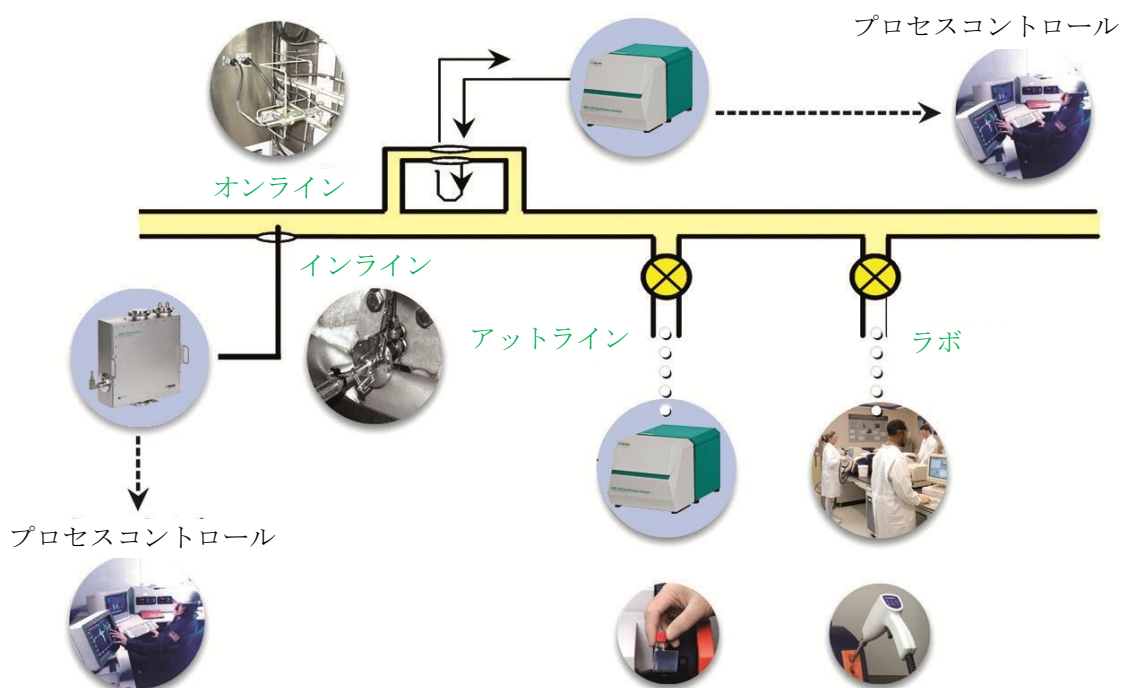 プロセスコントロール
オンライン
インライン
アットライン
ラボ
プロセスコントロール